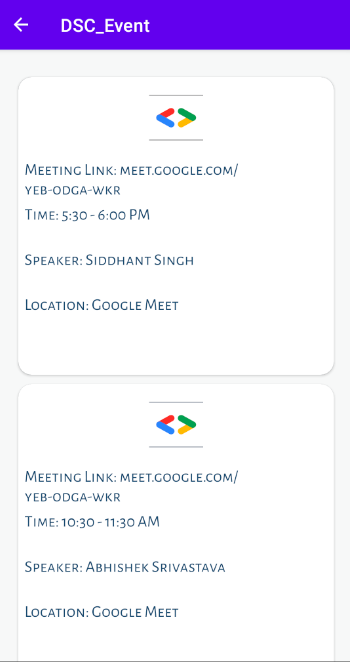 DSC_Event
Meeting Link: meet.google.com/
yeb-odga-wkr
Time: 5:30 - 6:00 PM
Speaker: Siddhant Singh
Location: Google Meet
Meeting Link: meet.google.com/
yeb-odga-wkr
Time: 10:30 - 11:30 AM
Speaker: Abhishek Srivastava
Location: Google Meet